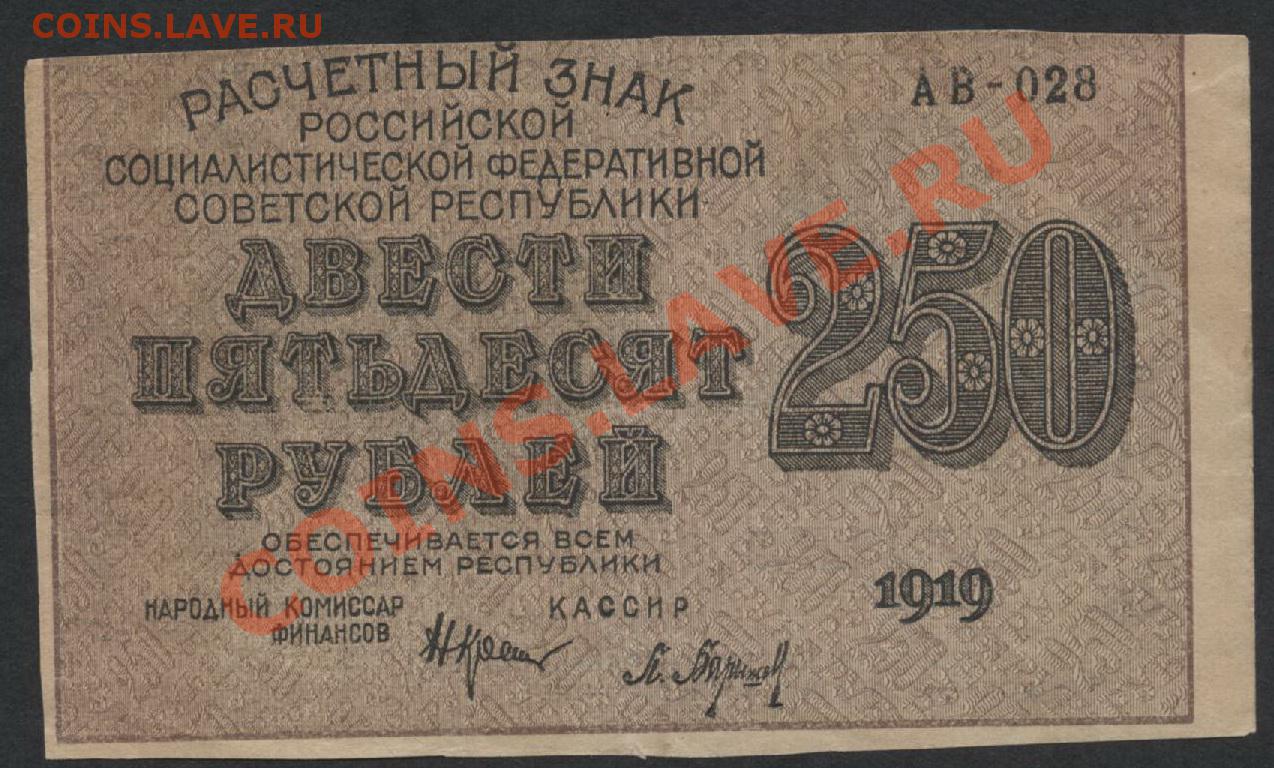 COINS.LAVE.RU
РАСЧЕТНЫЙ ЗНАК
АВ-028
РОССИЙСКОЙ
СОЦИАЛИСТИЧЕСКОЙ ФЕДЕРАТИВНОЙ
СОВЕТСКОЙ РЕСПУБЛИКИ
ДВЕСТИ
ПЯТЬДЕСЯТ
РУБЛЕЙ
250
ОБЕСПЕЧИВАЕТСЯ ВСЕМ
ДОСТОЯНИЕМ РЕСПУБЛИКИ
НАРОДНЫЙ КОМИССАР
ФИНАНСОВ
КАССИР
1919
COINS.LAVE.RU